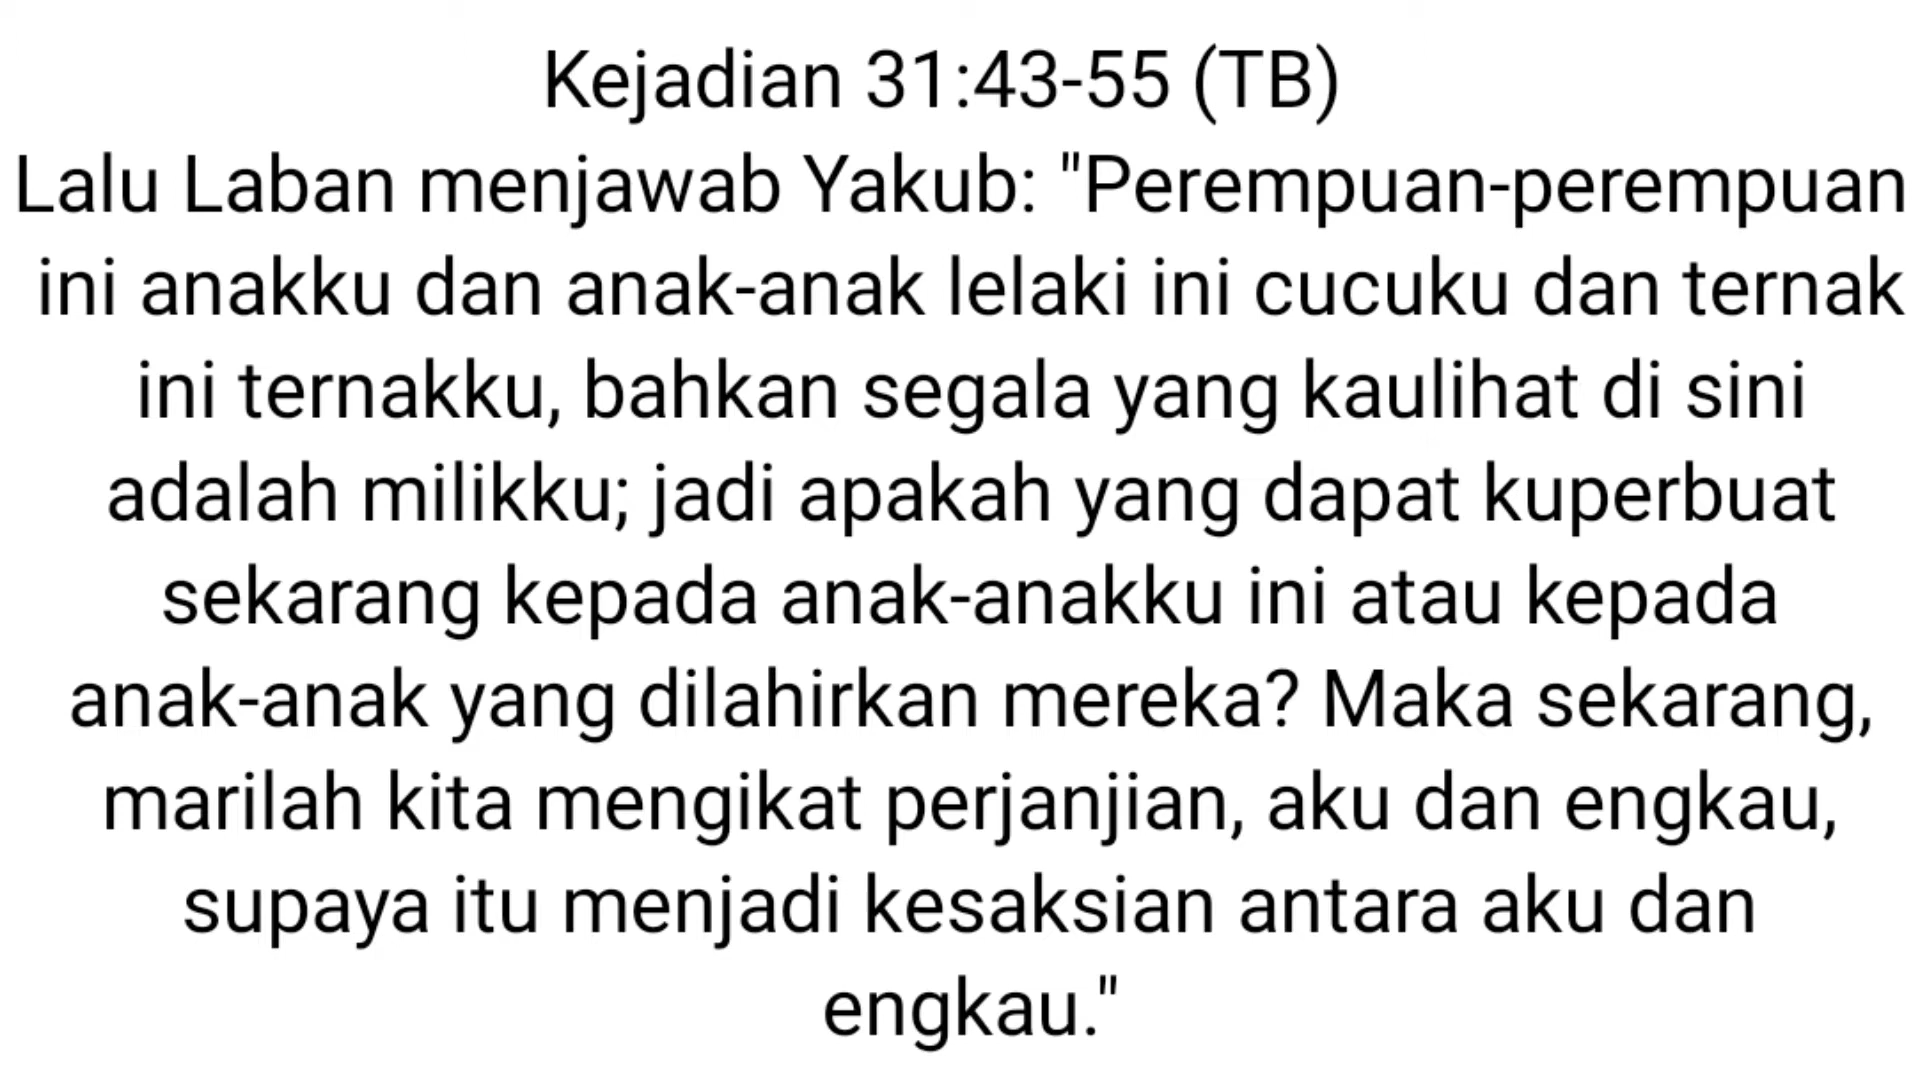 Kejadian 31:43-55 (TB)
Lalu Laban menjawab Yakub: "Perempuan-perempuan
ini anakku dan anak-anak lelaki ini cucuku dan ternak
ini ternakku, bahkan segala yang kaulihat di sini
adalah milikku; jadi apakah yang dapat kuperbuat
sekarang kepada anak-anakku ini atau kepada
anak-anak yang dilahirkan mereka? Maka sekarang,
marilah kita mengikat perjanjian, aku dan engkau,
supaya itu menjadi kesaksian antara aku dan
engkau."